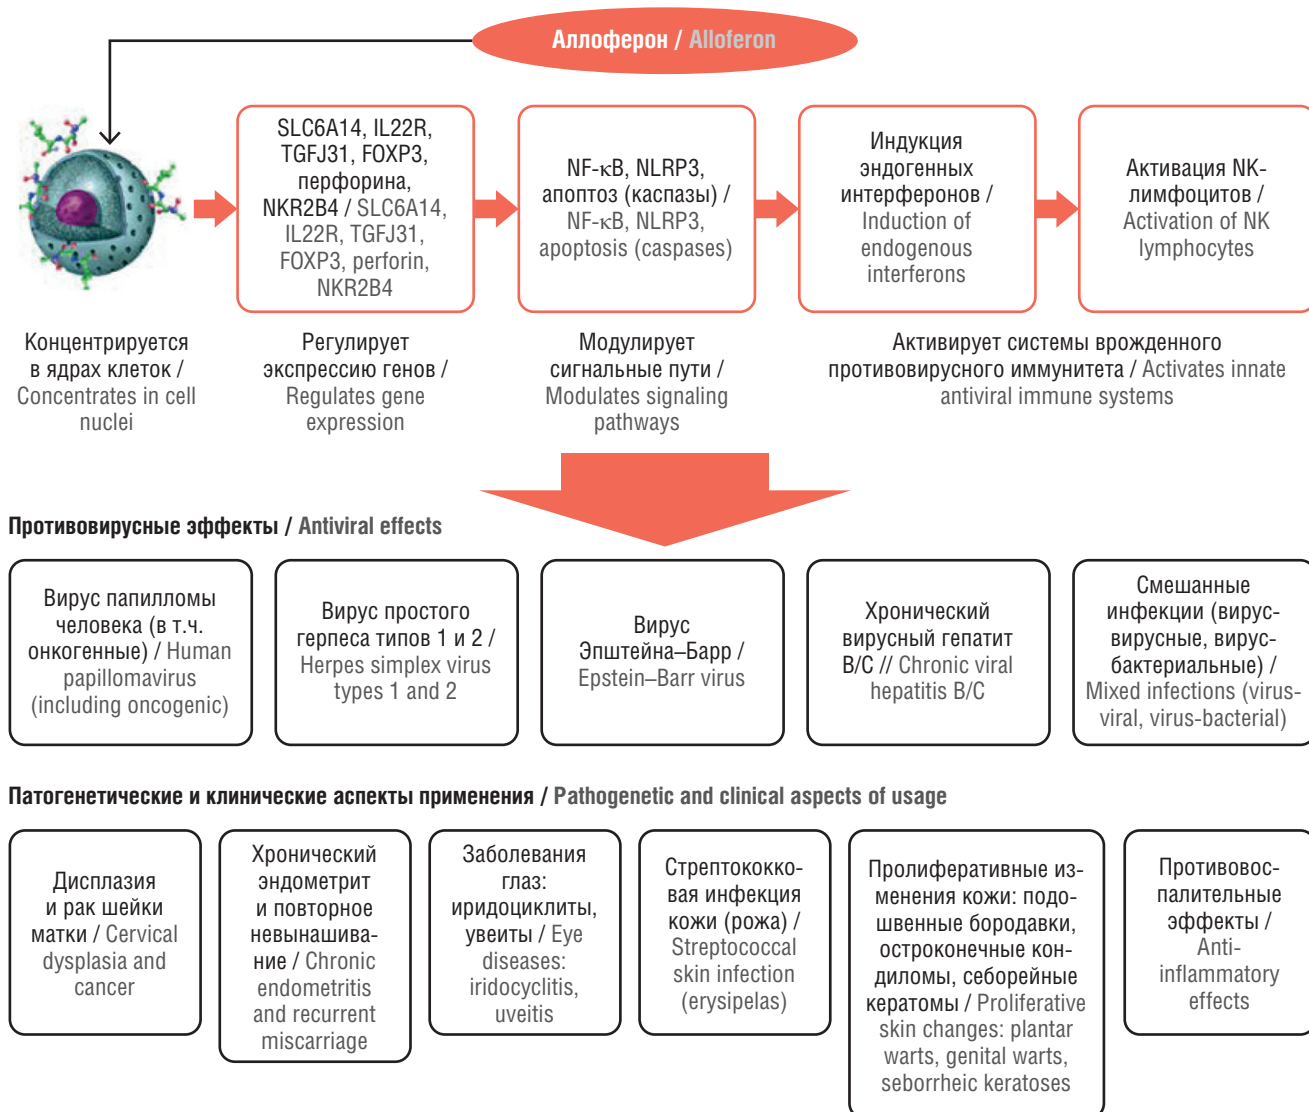 Аллоферон / Alloferon
SLC6A14, IL22R,
TGFJ31, FOXP3,
перфорина,
NKR2B4 / SLC6A14,
IL22R, TGFJ31,
FOXP3, perforin,
NKR2B4
NF-κB, NLRP3,
апоптоз (каспазы) /
NF-κB, NLRP3,
apoptosis (caspases)
Индукция
эндогенных
интерферонов /
Induction of
endogenous
interferons
Активация NK-
лимфоцитов /
Activation of NK
lymphocytes
Концентрируется
в ядрах клеток /
Concentrates in cell
nuclei
Регулирует
экспрессию генов /
Regulates gene
expression
Модулирует
сигнальные пути /
Modulates signaling
pathways
Активирует системы врожденного
противовирусного иммунитета / Activates innate
antiviral immune systems
Противовирусные эффекты / Antiviral effects
Вирус папилломы
человека (в т.ч.
онкогенные) / Human
papillomavirus
(including oncogenic)
Вирус простого
герпеса типов 1 и 2 /
Herpes simplex virus
types 1 and 2
Вирус
Эпштейна–Барр /
Epstein–Barr virus
Хронический
вирусный гепатит
B/C // Chronic viral
hepatitis B/C
Смешанные
инфекции (вирус-
вирусные, вирус-
бактериальные) /
Mixed infections (virus-
viral, virus-bacterial)
Патогенетические и клинические аспекты применения / Pathogenetic and clinical aspects of usage
Дисплазия
и рак шейки
матки / Cervical
dysplasia and
cancer
Хронический
эндометрит
и повторное
невынашива-
ние / Chronic
endometritis
and recurrent
miscarriage
Заболевания
глаз:
иридоциклиты,
увеиты / Eye
diseases:
iridocyclitis,
uveitis
Стрептококко-
вая инфекция
кожи (рожа) /
Streptococcal
skin infection
(erysipelas)
Пролиферативные из-
менения кожи: подо-
швенные бородавки,
остроконечные кон-
диломы, себорейные
кератомы / Proliferative
skin changes: plantar
warts, genital warts,
seborrheic keratoses
Противовос-
палительные
эффекты /
Anti-
inflammatory
effects